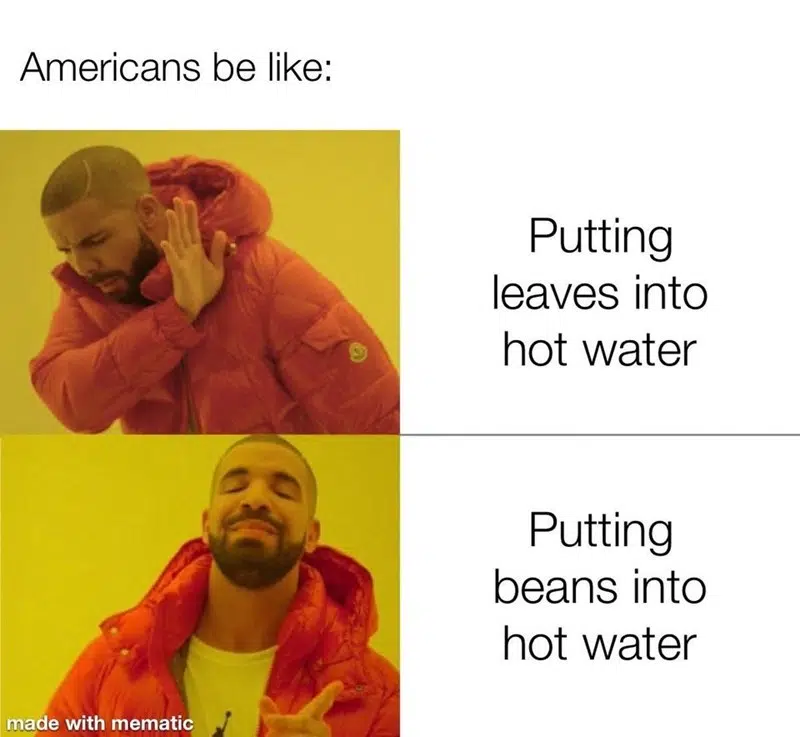 Americans be like:
Putting
leaves into
hot water
Putting
beans into
hot water
made with mematic